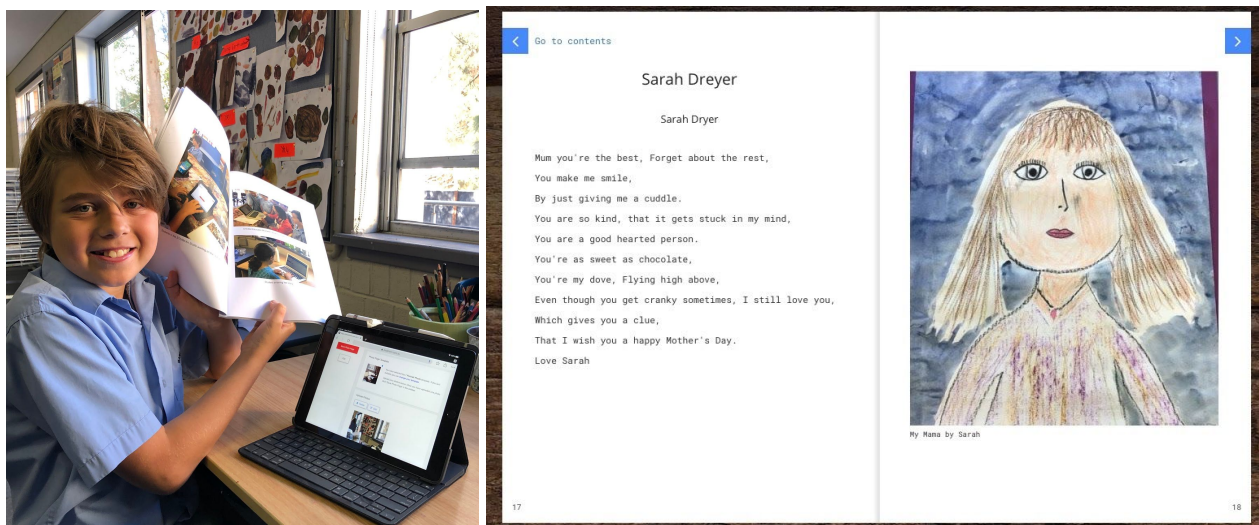 Go to contents
Sarah Dreyer
Sarah Dryer
Mum you're the best, Forget about the rest,
You make me smile,
By just giving me a cuddle.
You are so kind, that it gets stuck in my mind,
You are a good hearted person.
You're as sweet as chocolate,
You're my dove, Flying high above,
Even though you get cranky sometimes, I still love you,
Which gives you a clue,
That I wish you a happy Mother's Day.
Love Sarah
17
My Mama by Sarah
18